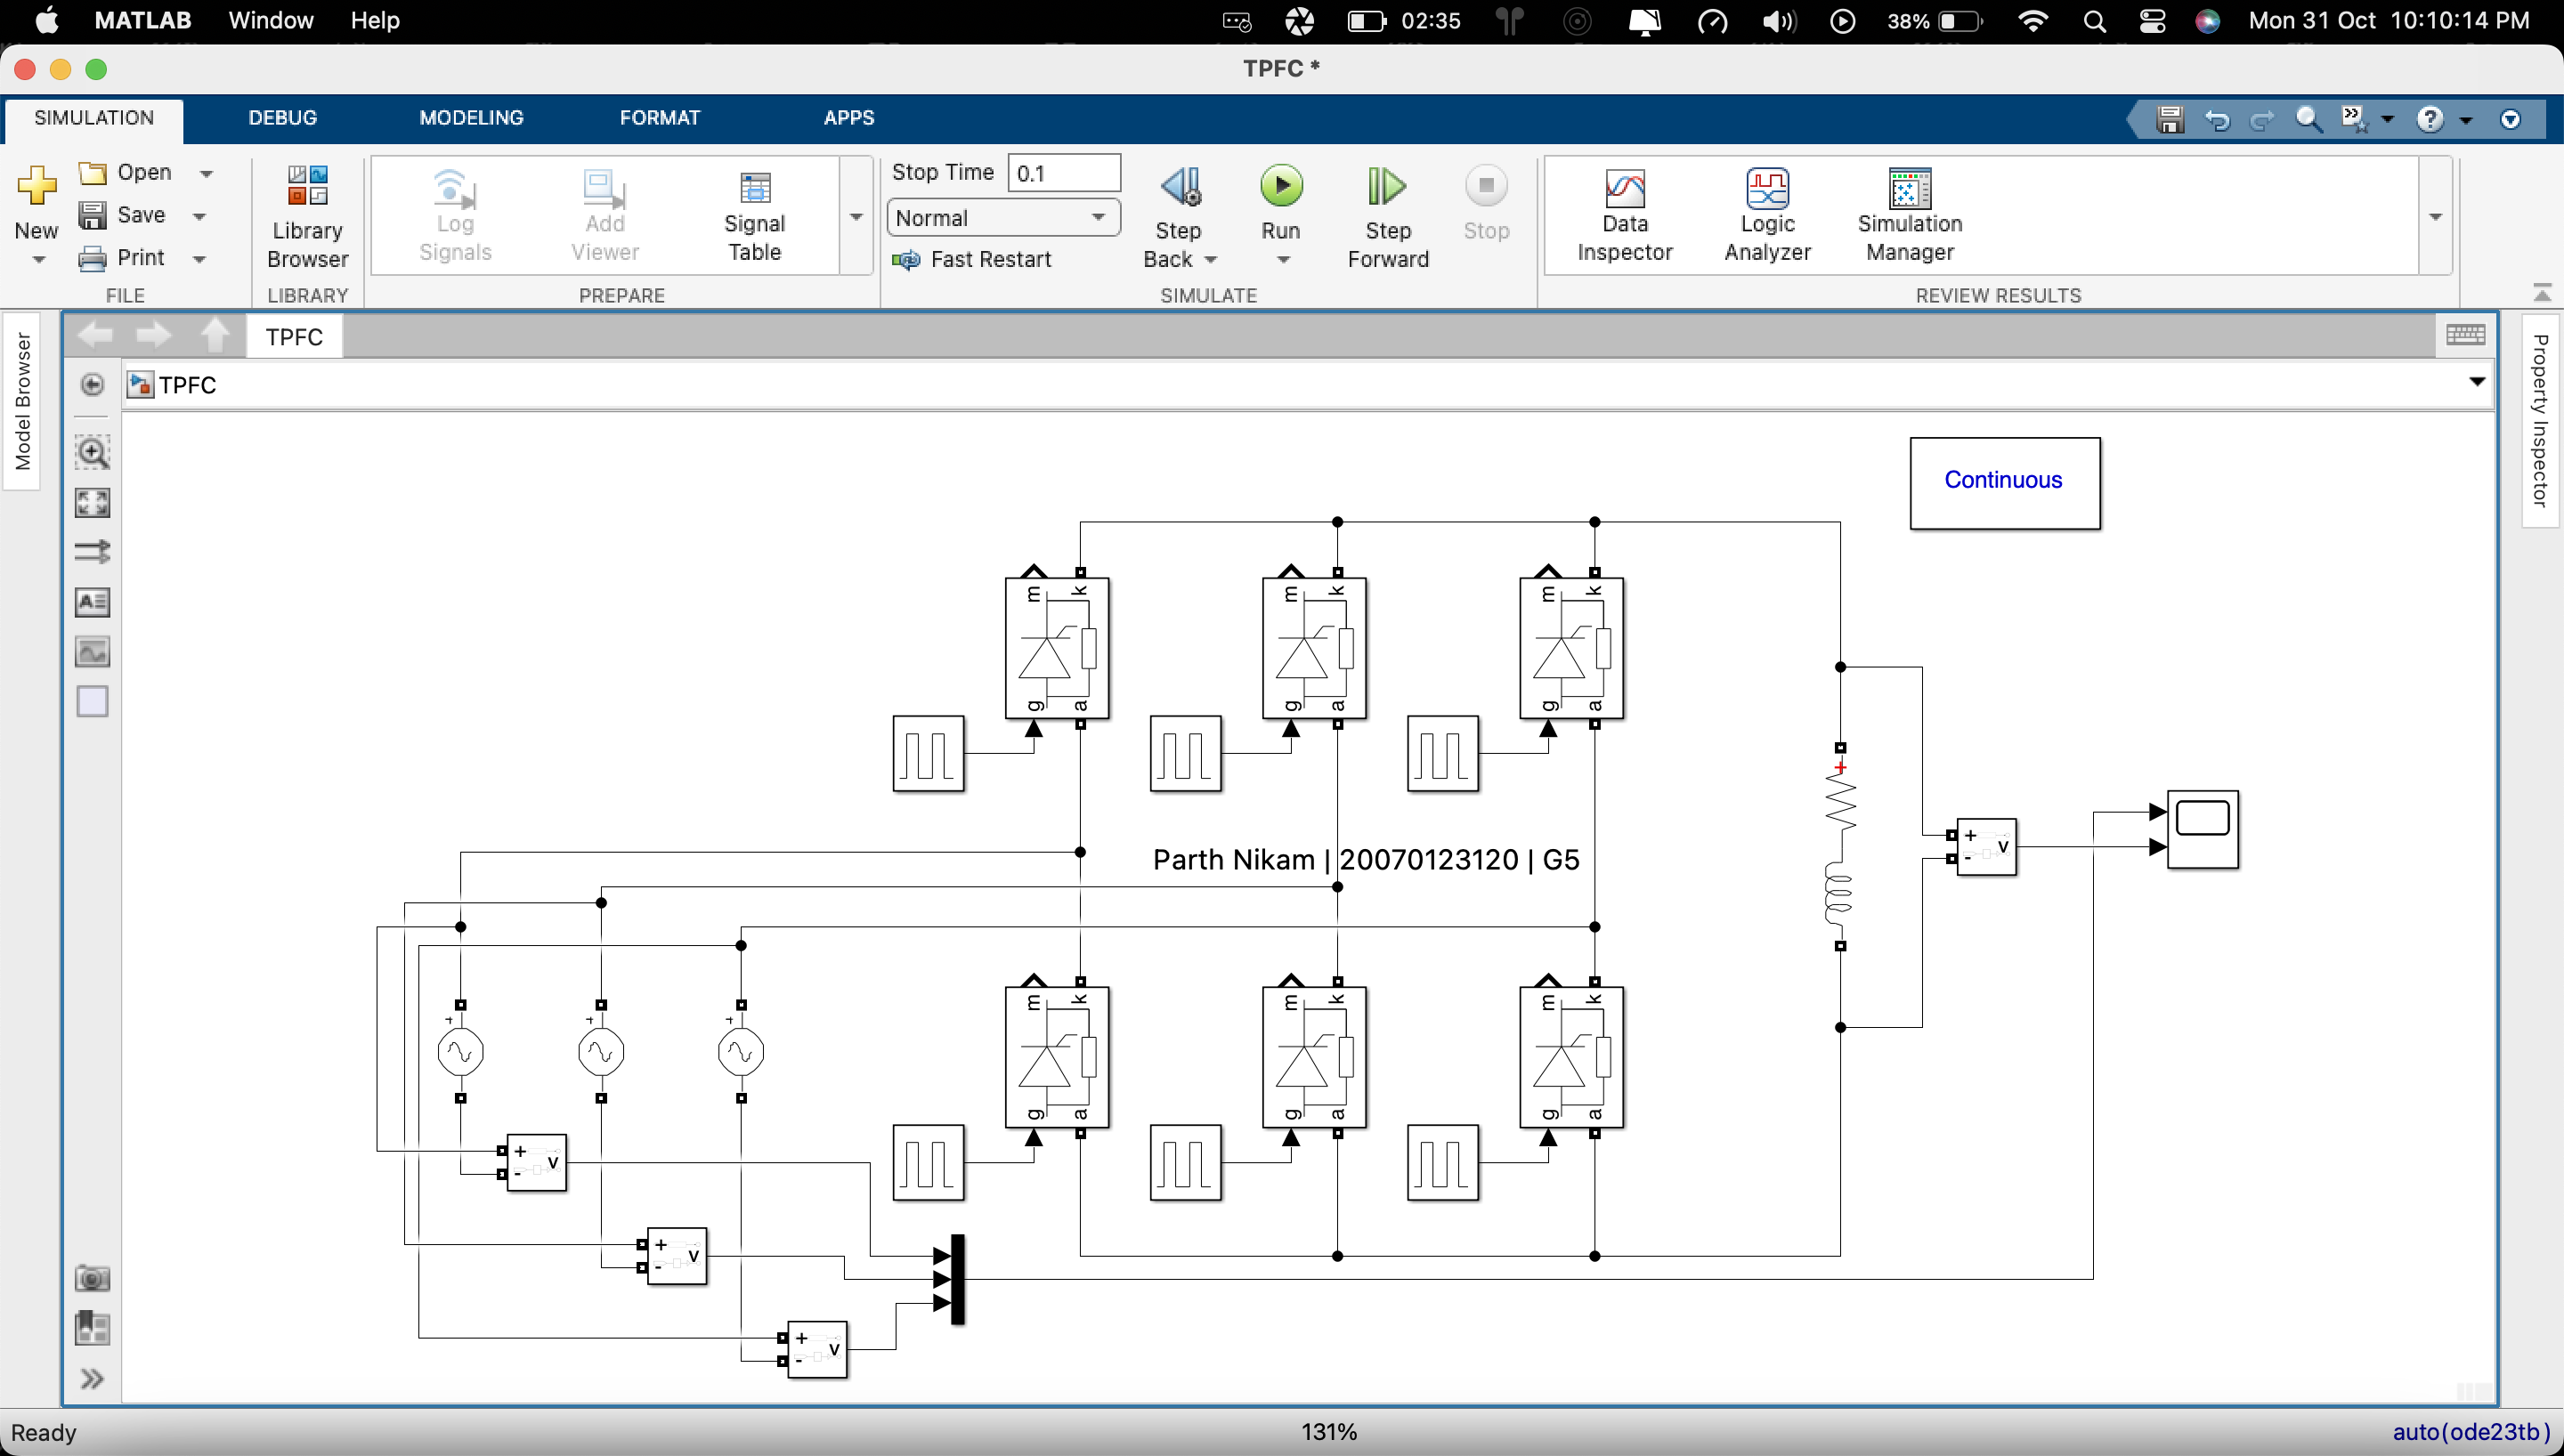 MATLAB Window Help 02:35 38% Mon 31 Oct 10:10:14 PM
TPFC *
SIMULATION DEBUG MODELING FORMAT APPS
New
Open
Save
Print
FILE
Library
Browser
LIBRARY
Log
Signals
Add
Viewer
Signal
Table
PREPARE
Stop Time 0.1
Normal
Fast Restart
Step
Back
Run
Step
Forward
Stop
SIMULATE
Data
Inspector
Logic
Analyzer
Simulation
Manager
REVIEW RESULTS
Model Browser
Property Inspector
TPFC
TPFC
Continuous
m k
m k
m k
g a
g a
g a
+
+ v
-
Parth Nikam | 20070123120 | G5
m k
m k
m k
+
+
+
g a
g a
g a
+ v
-
+ v
-
+ v
-
Ready 131% auto(ode23tb)